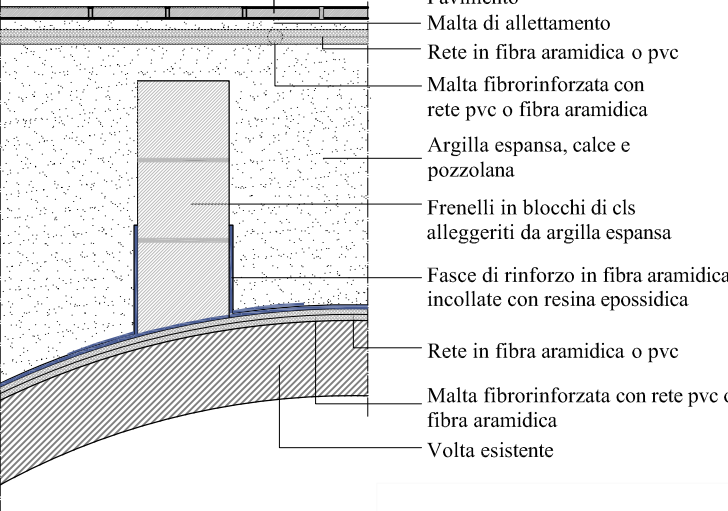 Pavimento
Malta di allettamento
Rete in fibra aramidica o pvc
Malta fibrorinforzata con
rete pvc o fibra aramidica
Argilla espansa, calce e
pozzolana
Frenelli in blocchi di cls
alleggeriti da argilla espansa
Fasce di rinforzo in fibra aramidica
incollate con resina epossidica
Rete in fibra aramidica o pvc
Malta fibrorinforzata con rete pvc o
fibra aramidica
Volta esistente